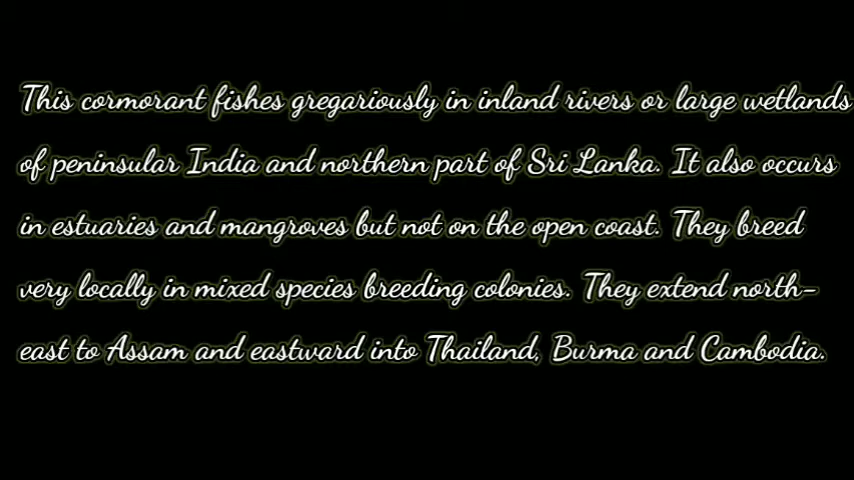 This cormorant fishes gregariously in inland rivers or large wetlands
of peninsular India and northern part of Sri Lanka. It also occurs
in estuaries and mangroves but not on the open coast. They breed
very locally in mixed species breeding colonies. They extend north-
east to Assam and eastward into Thailand, Burma and Cambodia.